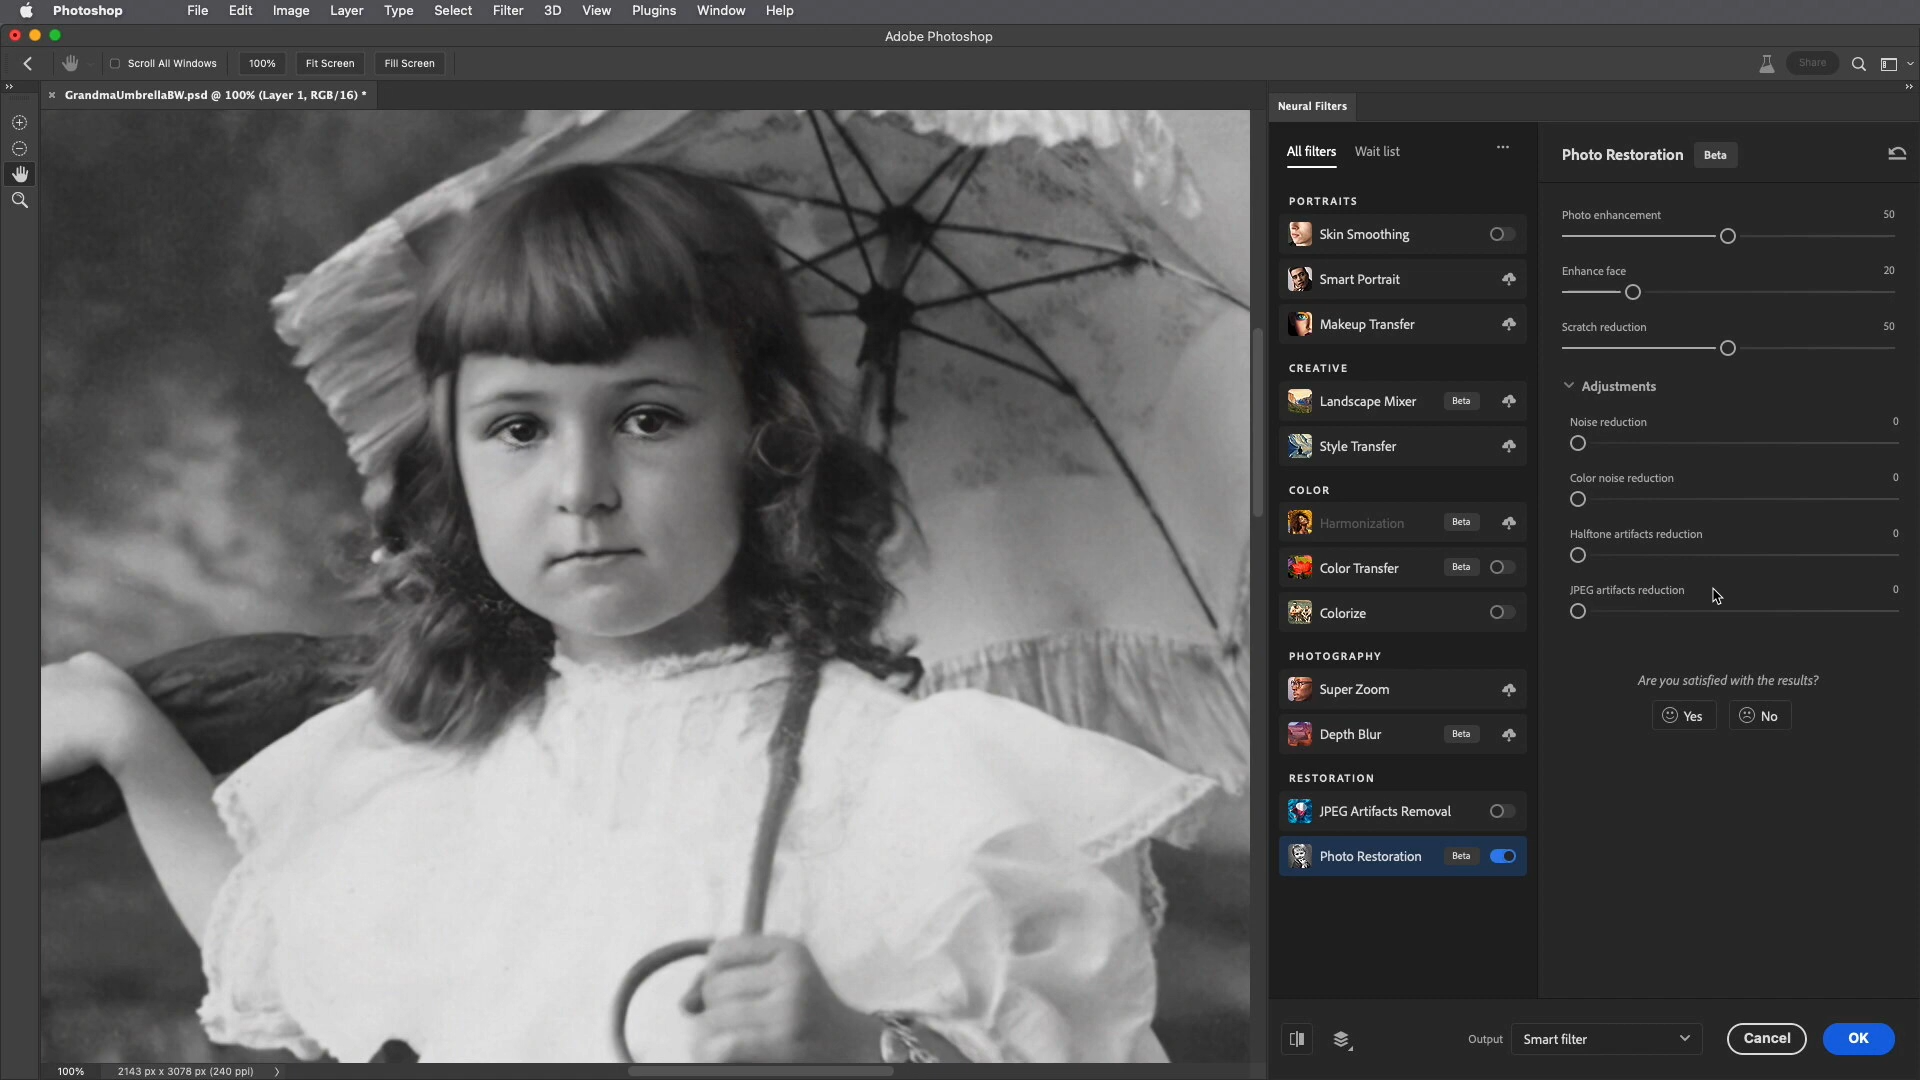 Photoshop File Edit Image Layer Type Select Filter 3D View Plugins Window Help
Adobe Photoshop
Scroll All Windows 100% Fit Screen Fill Screen Share
GrandmaUmbrellaBW.psd @ 100% (Layer 1, RGB/16) *
Neural Filters
All filters Wait list
PORTRAITS
Skin Smoothing
Smart Portrait
Makeup Transfer
CREATIVE
Landscape Mixer Beta
Style Transfer
COLOR
Harmonization Beta
Color Transfer Beta
Colorize
PHOTOGRAPHY
Super Zoom
Depth Blur Beta
RESTORATION
JPEG Artifacts Removal
Photo Restoration Beta
Photo Restoration Beta
Photo enhancement 50
Enhance face 20
Scratch reduction 50
Adjustments
Noise reduction 0
Color noise reduction 0
Halftone artifacts reduction 0
JPEG artifacts reduction 0
Are you satisfied with the results?
Yes No
Output Smart filter Cancel OK
100% 2143 px x 3078 px (240 ppi)